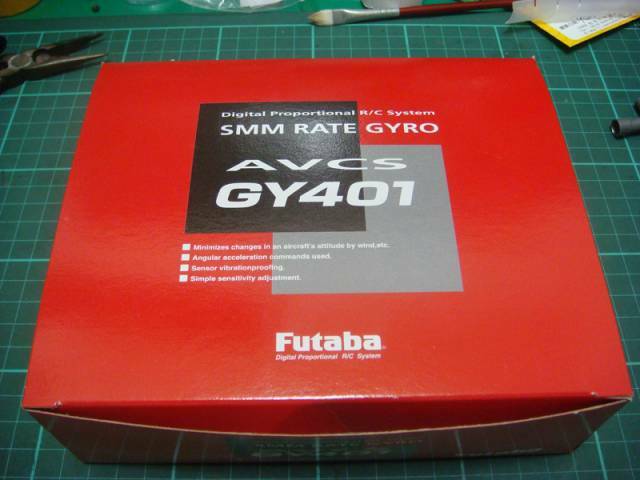 Digital Proportional R/C System
SMM RATE GYRO
AVCS
GY401
Minimizes changes in an aircraft's attitude by wind,etc.
Angular acceleration commands used.
Sensor vibrationproofing.
Simple sensitivity adjustment.
Futaba
Digital Proportional R/C System